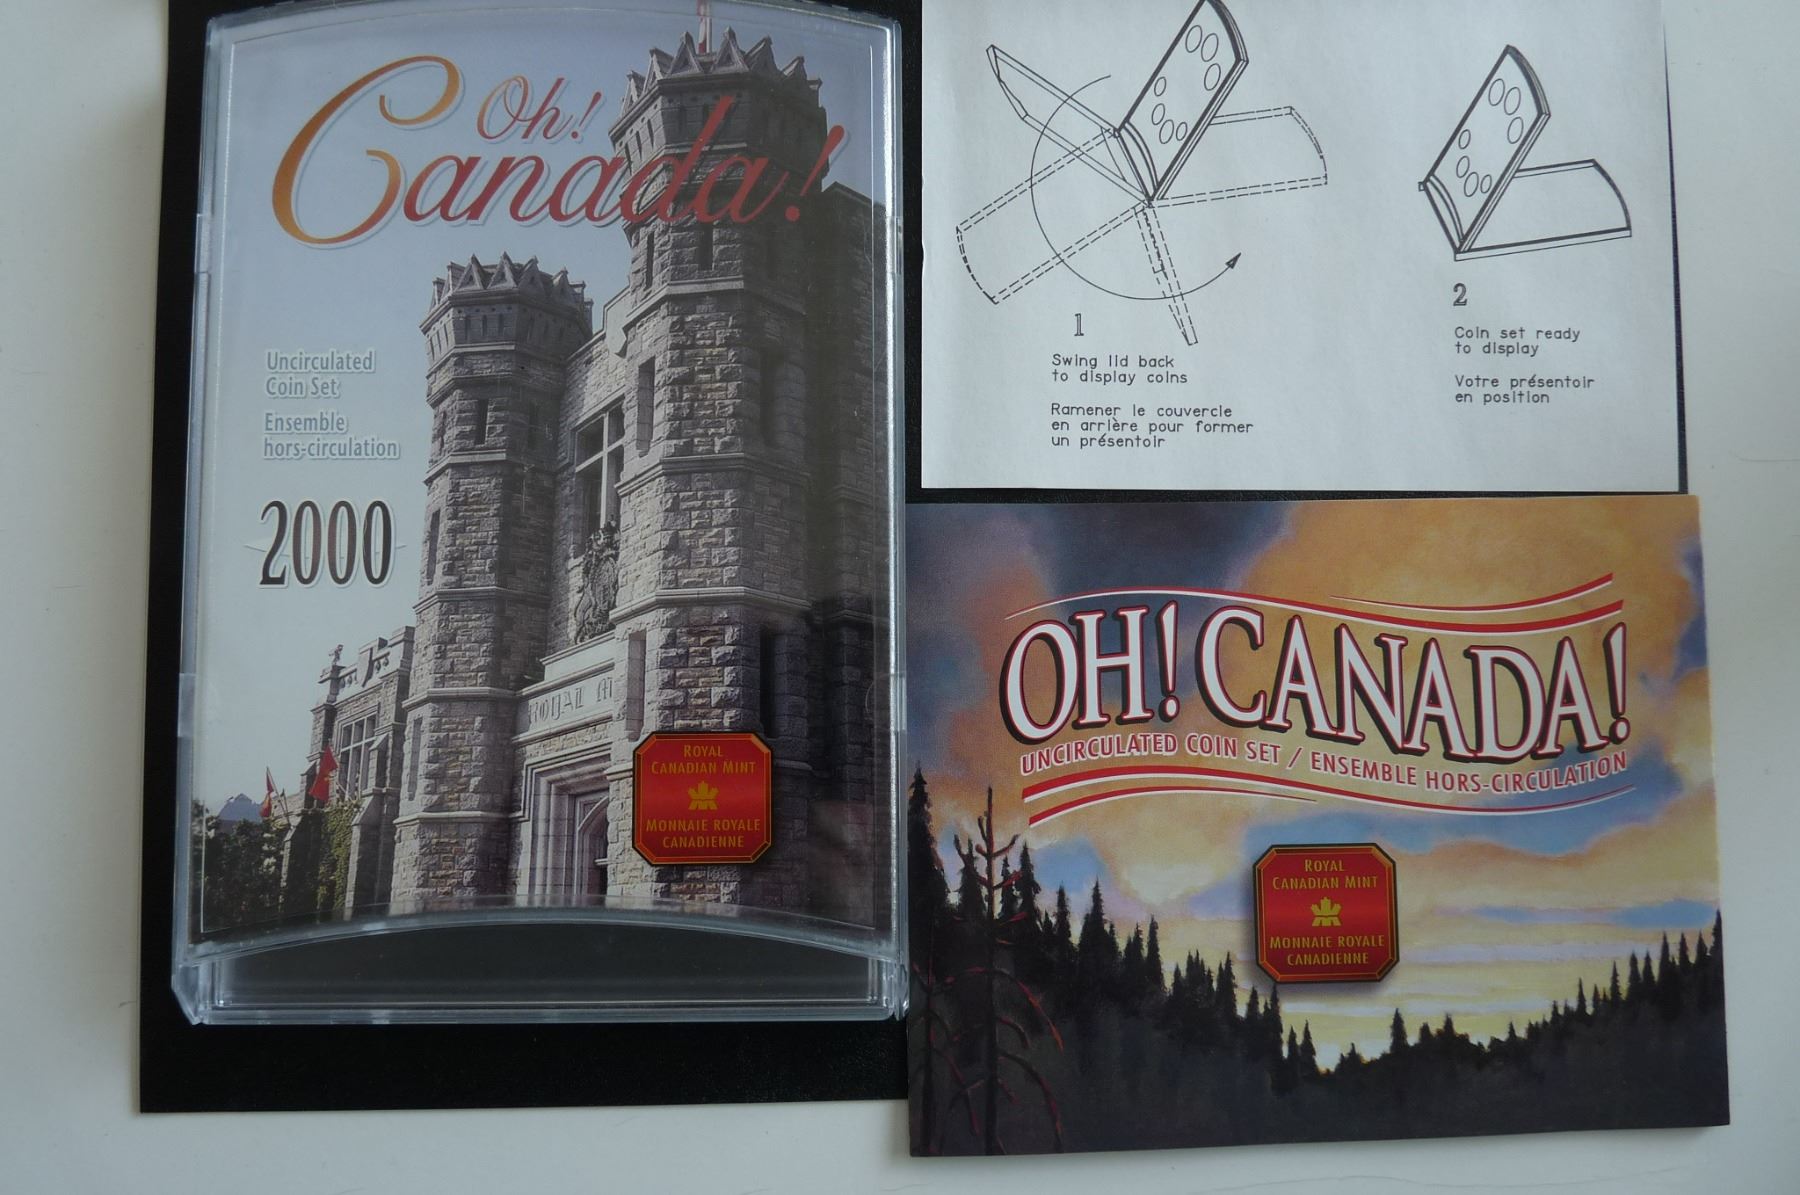 Oh!
Canada!
Uncirculated
Coin Set
Ensemble
hors-circulation
2000
ROYAL
ROYAL
CANADIAN MINT
MONNAIE ROYALE
CANADIENNE
1
Swing lid back
to display coins
Ramener le couvercle
en arrière pour former
un présentoir
2
Coin set ready
to display
Votre présentoir
en position
OH! CANADA!
UNCIRCULATED COIN SET / ENSEMBLE HORS-CIRCULATION
ROYAL
CANADIAN MINT
MONNAIE ROYALE
CANADIENNE